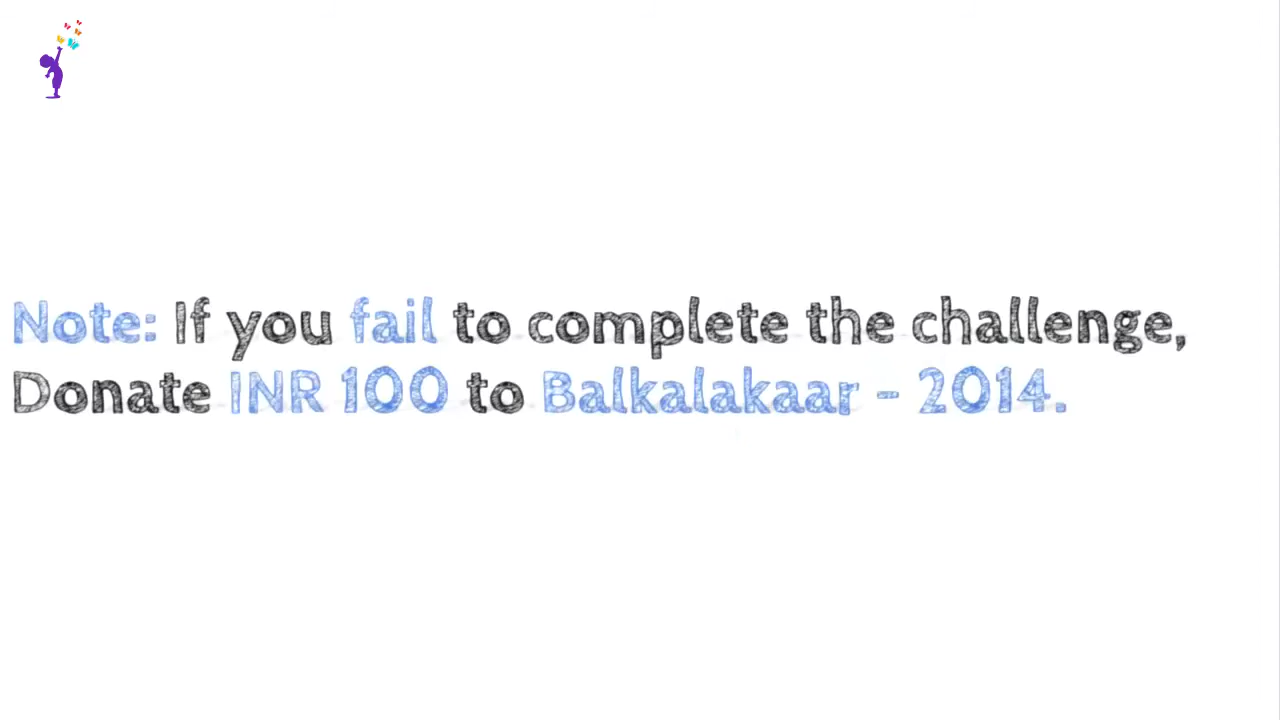 Note: If you fail to complete the challenge,
Donate INR 100 to Balkalakaar - 2014.